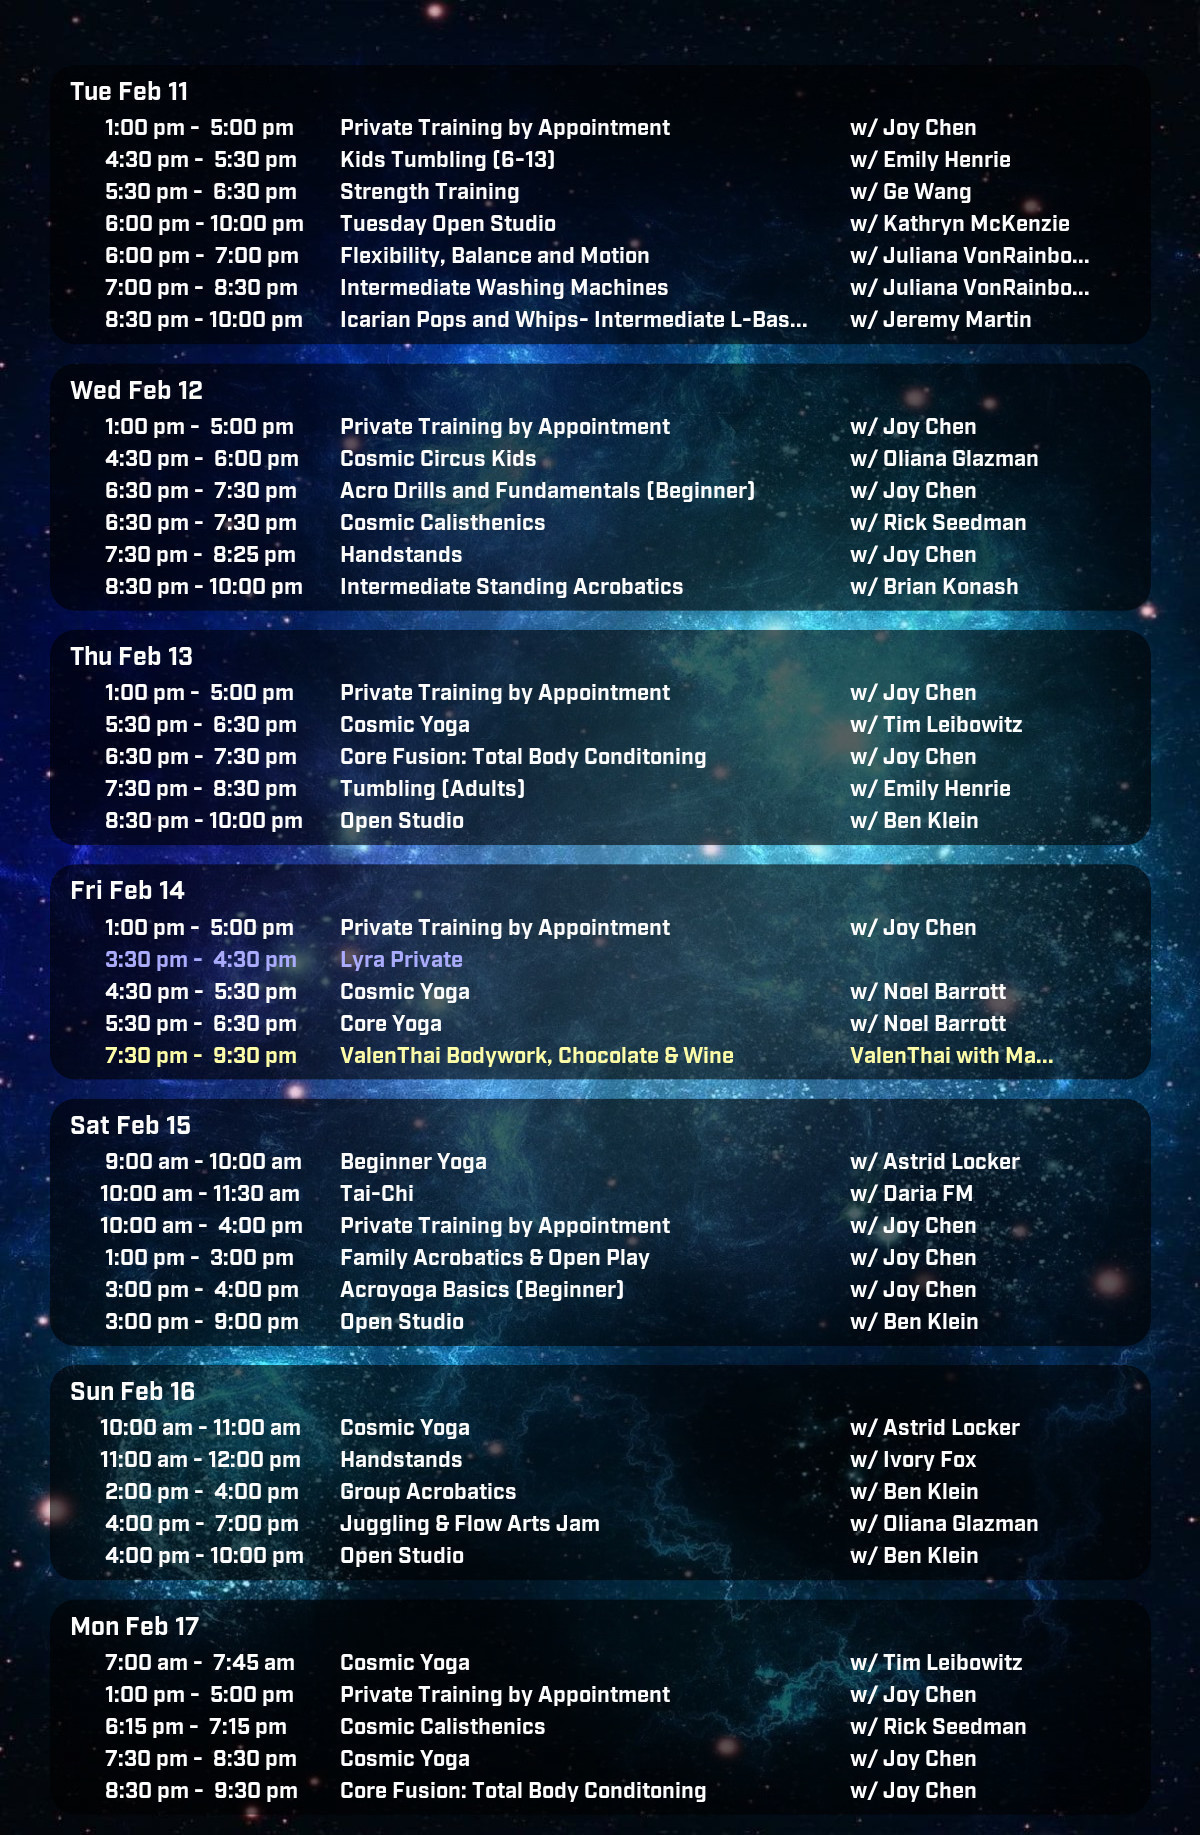 Tue Feb 11
1:00 pm - 5:00 pm Private Training by Appointment w/ Joy Chen
4:30 pm - 5:30 pm Kids Tumbling (6-13) w/ Emily Henrie
5:30 pm - 6:30 pm Strength Training w/ Ge Wang
6:00 pm - 10:00 pm Tuesday Open Studio w/ Kathryn McKenzie
6:00 pm - 7:00 pm Flexibility, Balance and Motion w/ Juliana VonRainbo...
7:00 pm - 8:30 pm Intermediate Washing Machines w/ Juliana VonRainbo...
8:30 pm - 10:00 pm Icarian Pops and Whips- Intermediate L-Bas... w/ Jeremy Martin
Wed Feb 12
1:00 pm - 5:00 pm Private Training by Appointment w/ Joy Chen
4:30 pm - 6:00 pm Cosmic Circus Kids w/ Oliana Glazman
6:30 pm - 7:30 pm Acro Drills and Fundamentals (Beginner) w/ Joy Chen
6:30 pm - 7:30 pm Cosmic Calisthenics w/ Rick Seedman
7:30 pm - 8:25 pm Handstands w/ Joy Chen
8:30 pm - 10:00 pm Intermediate Standing Acrobatics w/ Brian Konash
Thu Feb 13
1:00 pm - 5:00 pm Private Training by Appointment w/ Joy Chen
5:30 pm - 6:30 pm Cosmic Yoga w/ Tim Leibowitz
6:30 pm - 7:30 pm Core Fusion: Total Body Conditoning w/ Joy Chen
7:30 pm - 8:30 pm Tumbling (Adults) w/ Emily Henrie
8:30 pm - 10:00 pm Open Studio w/ Ben Klein
Fri Feb 14
1:00 pm - 5:00 pm Private Training by Appointment w/ Joy Chen
3:30 pm - 4:30 pm Lyra Private
4:30 pm - 5:30 pm Cosmic Yoga w/ Noel Barrott
5:30 pm - 6:30 pm Core Yoga w/ Noel Barrott
7:30 pm - 9:30 pm ValenThai Bodywork, Chocolate & Wine ValenThai with Ma...
Sat Feb 15
9:00 am - 10:00 am Beginner Yoga w/ Astrid Locker
10:00 am - 11:30 am Tai-Chi w/ Daria FM
10:00 am - 4:00 pm Private Training by Appointment w/ Joy Chen
1:00 pm - 3:00 pm Family Acrobatics & Open Play w/ Joy Chen
3:00 pm - 4:00 pm Acroyoga Basics (Beginner) w/ Joy Chen
3:00 pm - 9:00 pm Open Studio w/ Ben Klein
Sun Feb 16
10:00 am - 11:00 am Cosmic Yoga w/ Astrid Locker
11:00 am - 12:00 pm Handstands w/ Ivory Fox
2:00 pm - 4:00 pm Group Acrobatics w/ Ben Klein
4:00 pm - 7:00 pm Juggling & Flow Arts Jam w/ Oliana Glazman
4:00 pm - 10:00 pm Open Studio w/ Ben Klein
Mon Feb 17
7:00 am - 7:45 am Cosmic Yoga w/ Tim Leibowitz
1:00 pm - 5:00 pm Private Training by Appointment w/ Joy Chen
6:15 pm - 7:15 pm Cosmic Calisthenics w/ Rick Seedman
7:30 pm - 8:30 pm Cosmic Yoga w/ Joy Chen
8:30 pm - 9:30 pm Core Fusion: Total Body Conditoning w/ Joy Chen